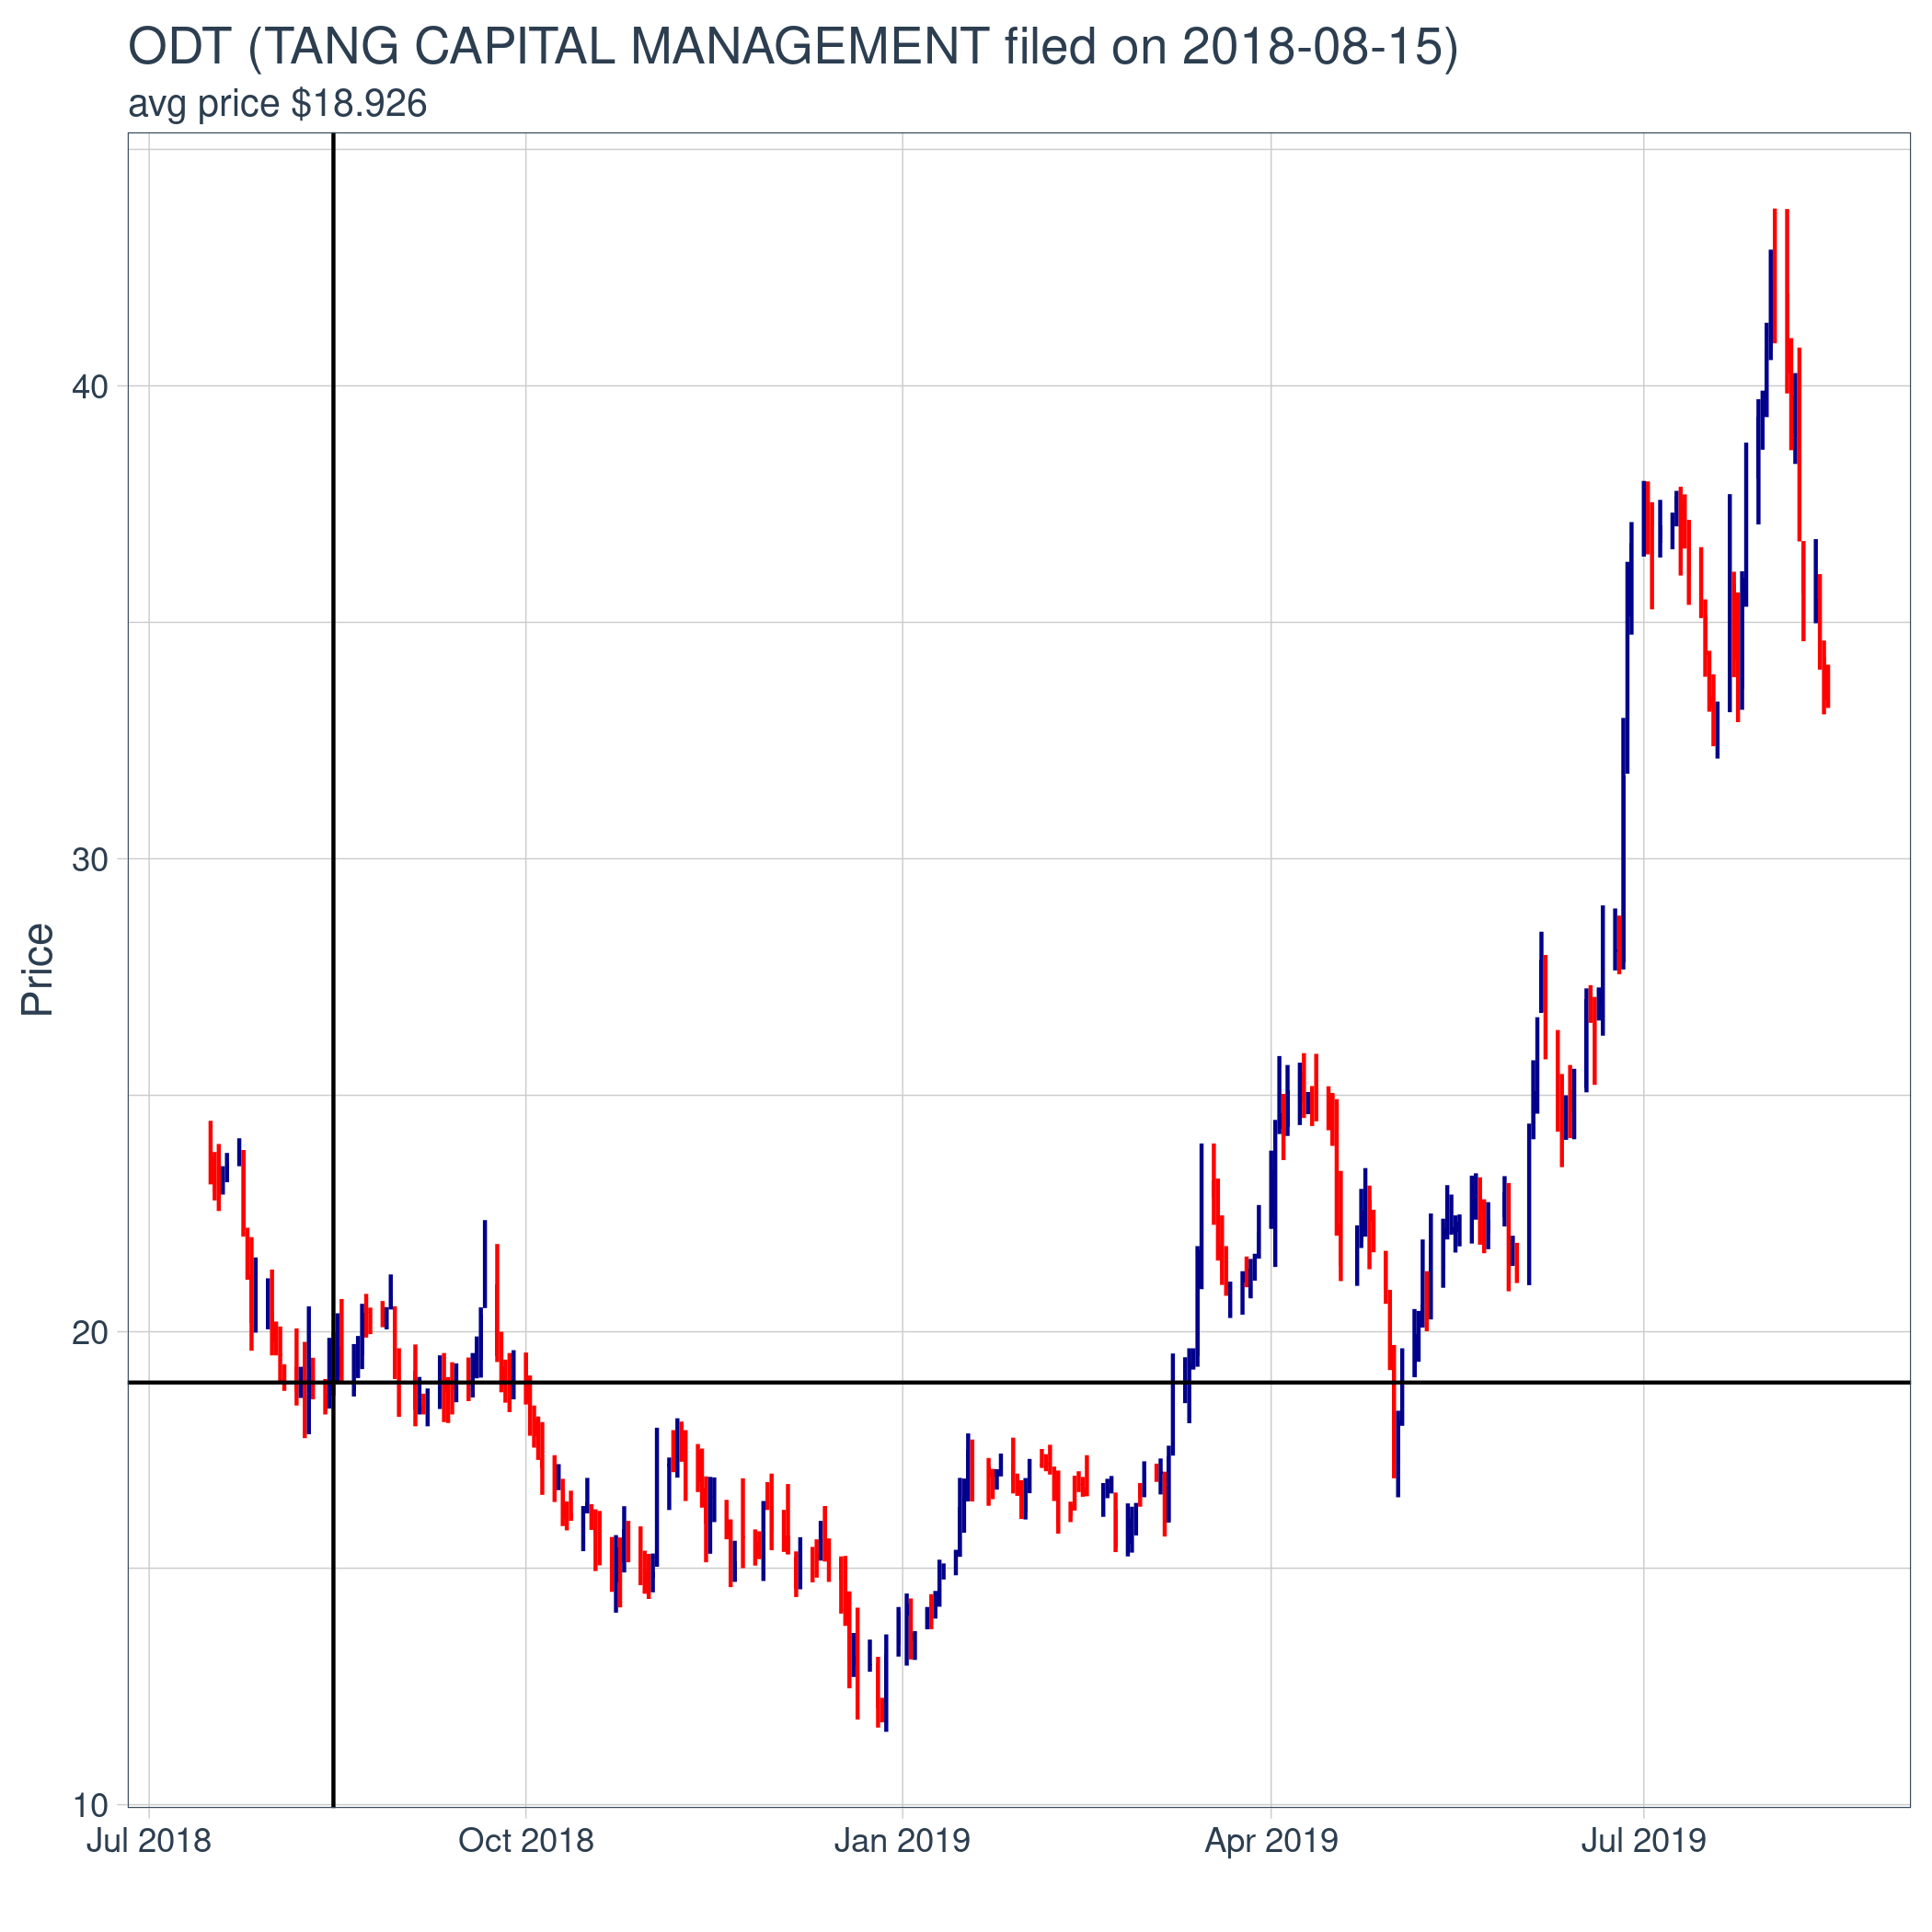 ODT (TANG CAPITAL MANAGEMENT filed on 2018-08-15)
avg price $18.926
Price
40
30
20
10
Jul 2018 Oct 2018 Jan 2019 Apr 2019 Jul 2019